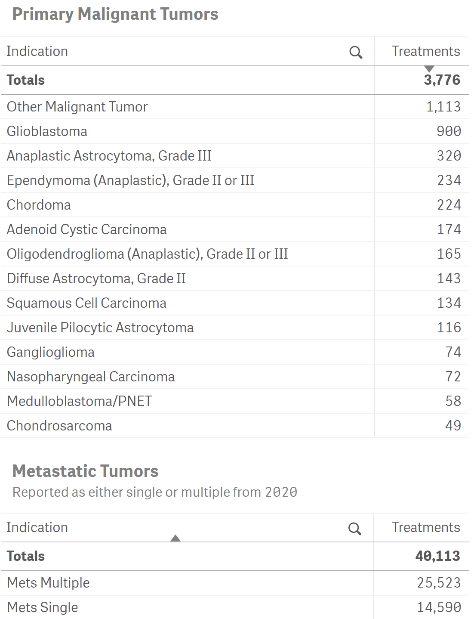 Primary Malignant Tumors
Indication Treatments
Totals 3,776
Other Malignant Tumor 1,113
Glioblastoma 900
Anaplastic Astrocytoma, Grade III 320
Ependymoma (Anaplastic), Grade II or III 234
Chordoma 224
Adenoid Cystic Carcinoma 174
Oligodendroglioma (Anaplastic), Grade II or III 165
Diffuse Astrocytoma, Grade II 143
Squamous Cell Carcinoma 134
Juvenile Pilocytic Astrocytoma 116
Ganglioglioma 74
Nasopharyngeal Carcinoma 72
Medulloblastoma/PNET 58
Chondrosarcoma 49
Metastatic Tumors
Reported as either single or multiple from 2020
Indication Treatments
Totals 40,113
Mets Multiple 25,523
Mets Single 14,590